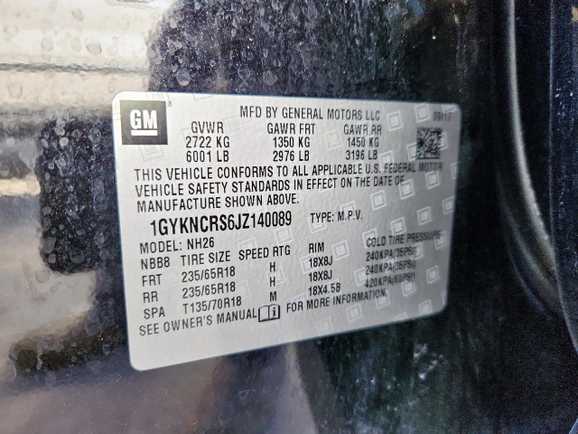 GM
MFD BY GENERAL MOTORS LLC
GVWR GAWR FRT GAWR RR
2722 KG 1350 KG 1450 KG
6001 LB 2976 LB 3196 LB
THIS VEHICLE CONFORMS TO ALL APPLICABLE U.S. FEDERAL MOTOR
VEHICLE SAFETY STANDARDS IN EFFECT ON THE DATE OF
MANUFACTURE SHOWN ABOVE.
1GYKNCRS6JZ140089 TYPE: M.P.V.
MODEL: NH26
NBB8 TIRE SIZE SPEED RTG RIM COLD TIRE PRESSURE
FRT 235/65R18 H 18X8J 240KPA(35PSI)
RR 235/65R18 H 18X8J 240KPA(35PSI)
SPA T135/70R18 M 18X4.5B 420KPA(60PSI)
SEE OWNER'S MANUAL FOR MORE INFORMATION.